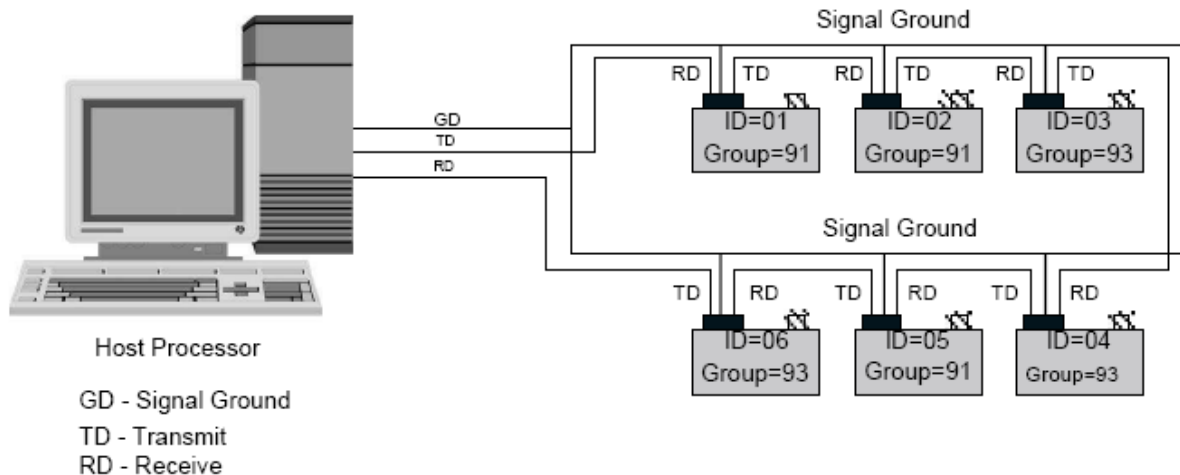 Signal Ground
RD TD RD TD RD TD
ID=01 ID=02 ID=03
Group=91 Group=91 Group=93
GD
TD
RD
Signal Ground
TD RD TD RD TD RD
ID=06 ID=05 ID=04
Group=93 Group=91 Group=93
Host Processor
GD - Signal Ground
TD - Transmit
RD - Receive